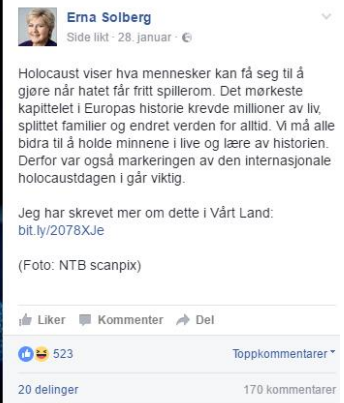 Erna Solberg
Side likt · 28. januar ·
Holocaust viser hva mennesker kan få seg til å
gjøre når hatet får fritt spillerom. Det mørkeste
kapittelet i Europas historie krevde millioner av liv,
splittet familier og endret verden for alltid. Vi må alle
bidra til å holde minnene i live og lære av historien.
Derfor var også markeringen av den internasjonale
holocaustdagen i går viktig.
Jeg har skrevet mer om dette i Vårt Land:
bit.ly/2078XJe
(Foto: NTB scanpix)
Liker Kommenter Del
523 Toppkommentarer
20 delinger 170 kommentarer